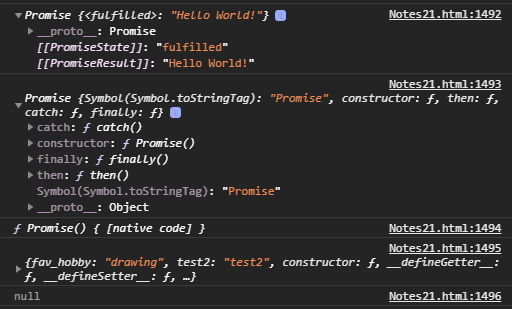 Promise {<fulfilled>: "Hello World!"} i Notes21.html:1492
__proto__: Promise
[[PromiseState]]: "fulfilled"
[[PromiseResult]]: "Hello World!"
Notes21.html:1493
Promise {Symbol(Symbol.toStringTag): "Promise", constructor: ƒ, then: ƒ,
catch: ƒ, finally: ƒ} i
catch: ƒ catch()
constructor: ƒ Promise()
finally: ƒ finally()
then: ƒ then()
Symbol(Symbol.toStringTag): "Promise"
__proto__: Object
ƒ Promise() { [native code] } Notes21.html:1494
Notes21.html:1495
{fav_hobby: "drawing", test2: "test2", constructor: ƒ, __defineGetter__:
ƒ, __defineSetter__: ƒ, …}
null Notes21.html:1496